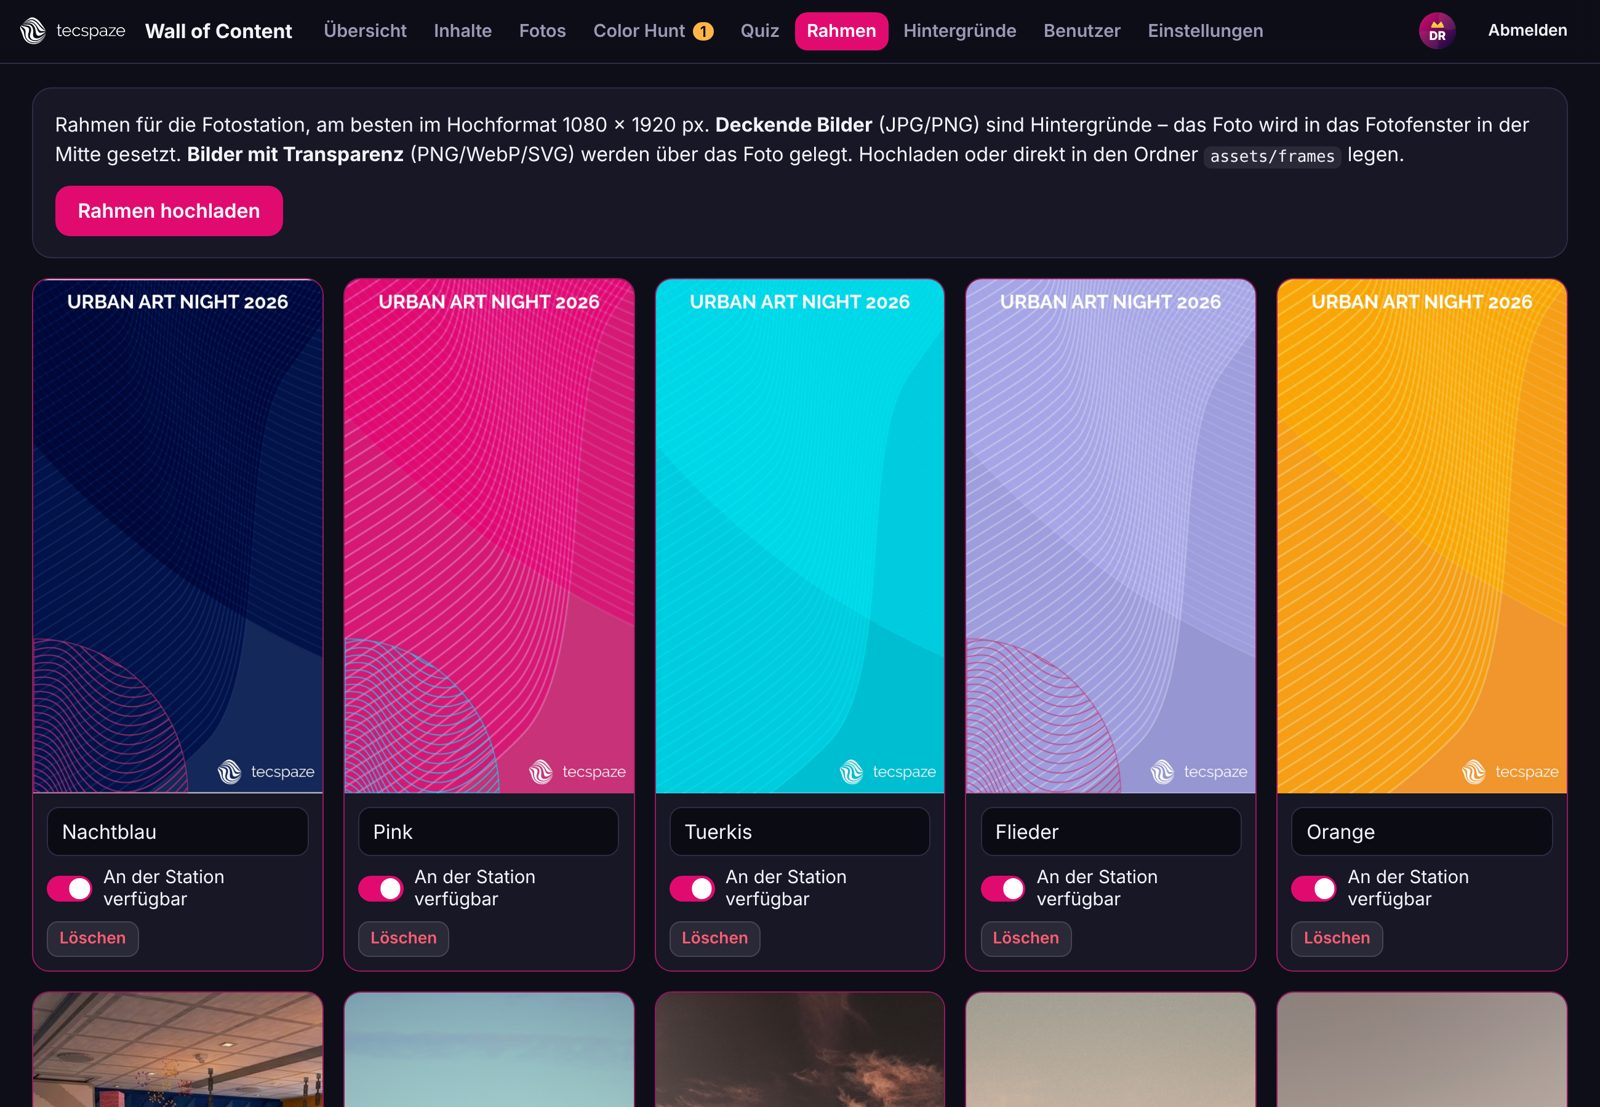 tecspaze
Wall of Content
Übersicht
Inhalte
Fotos
Color Hunt 1
Quiz
Rahmen
Hintergründe
Benutzer
Einstellungen
DR
Abmelden
Rahmen für die Fotostation, am besten im Hochformat 1080 × 1920 px. Deckende Bilder (JPG/PNG) sind Hintergründe – das Foto wird in das Fotofenster in der
Mitte gesetzt. Bilder mit Transparenz (PNG/WebP/SVG) werden über das Foto gelegt. Hochladen oder direkt in den Ordner assets/frames legen.
Rahmen hochladen
URBAN ART NIGHT 2026
tecspaze
Nachtblau
An der Station
verfügbar
Löschen
URBAN ART NIGHT 2026
tecspaze
Pink
An der Station
verfügbar
Löschen
URBAN ART NIGHT 2026
tecspaze
Tuerkis
An der Station
verfügbar
Löschen
URBAN ART NIGHT 2026
tecspaze
Flieder
An der Station
verfügbar
Löschen
URBAN ART NIGHT 2026
tecspaze
Orange
An der Station
verfügbar
Löschen